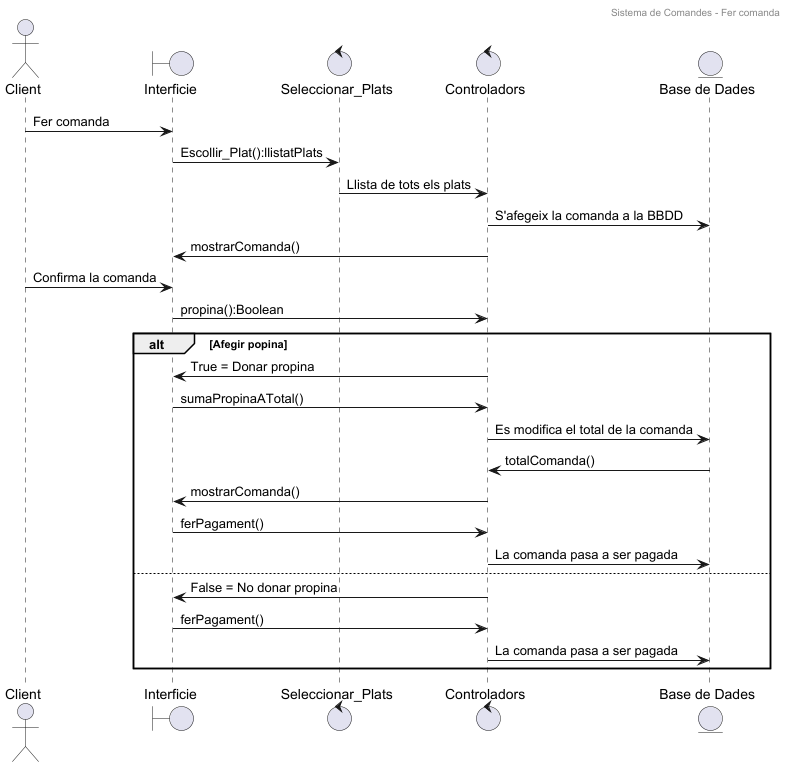 Sistema de Comandes - Fer comanda
Client Interficie Seleccionar_Plats Controladors Base de Dades
Fer comanda
Escollir_Plat():llistatPlats
Llista de tots els plats
S'afegeix la comanda a la BBDD
mostrarComanda()
Confirma la comanda
propina():Boolean
alt [Afegir popina]
True = Donar propina
sumaPropinaATotal()
Es modifica el total de la comanda
totalComanda()
mostrarComanda()
ferPagament()
La comanda pasa a ser pagada
False = No donar propina
ferPagament()
La comanda pasa a ser pagada
Client Interficie Seleccionar_Plats Controladors Base de Dades